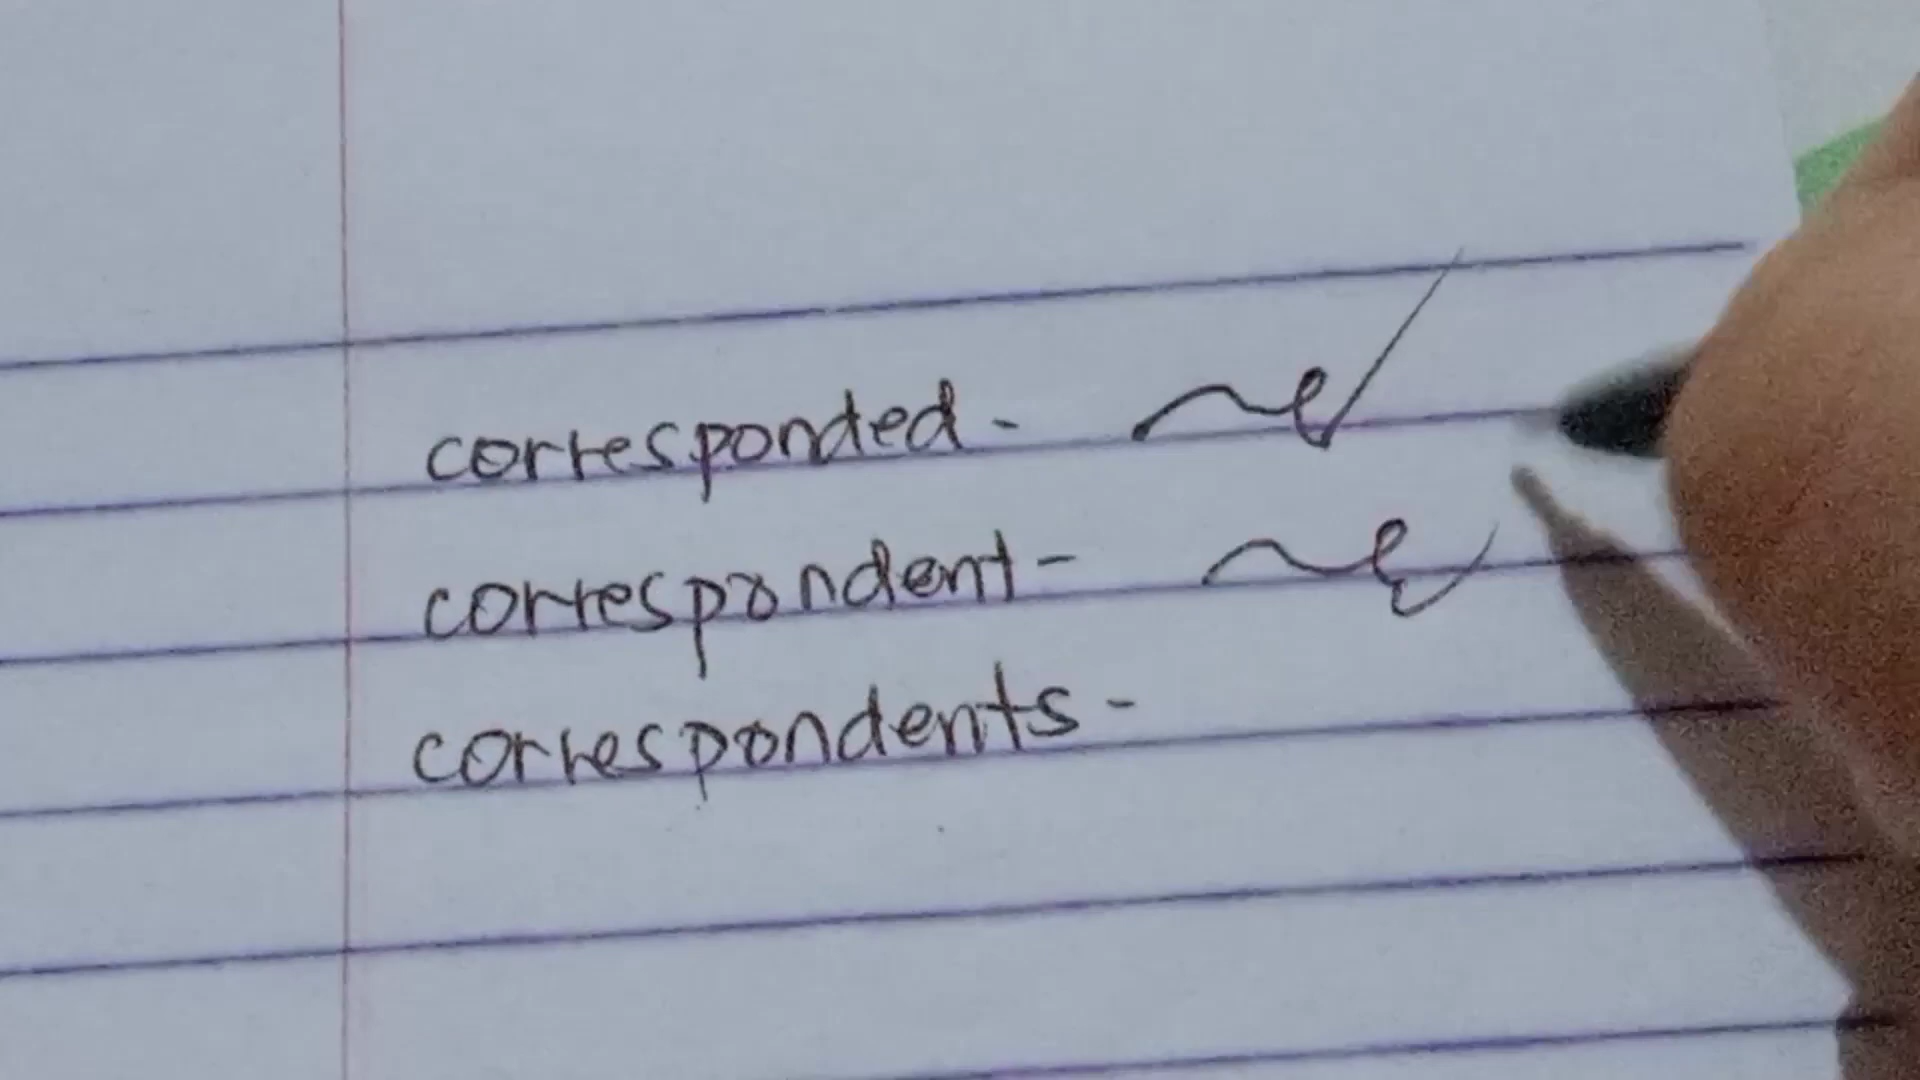 corresponded -
correspondent -
correspondents -